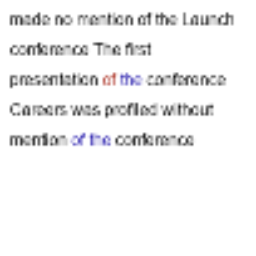 made no mention of the Launch
conference The first
presentation of the conference
Careers was profiled without
mention of the conference